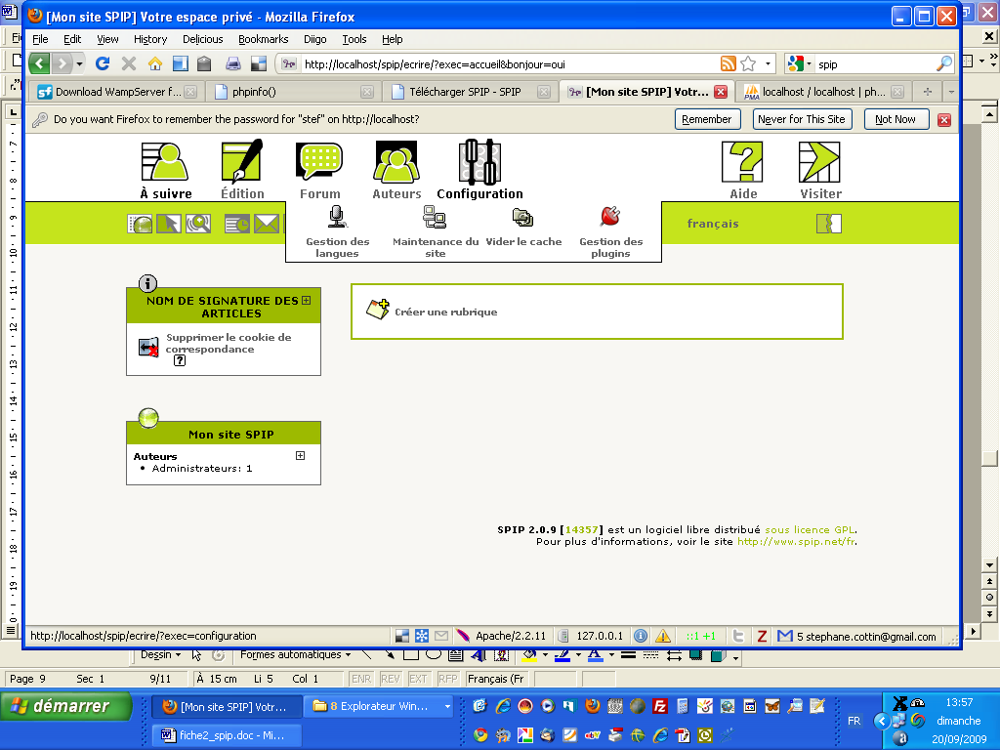 [Mon site SPIP] Votre espace privé - Mozilla Firefox
File Edit View History Delicious Bookmarks Diigo Tools Help
http://localhost/spip/ecrire/?exec=accueil&bonjour=oui
spip
Download WampServer f...
phpinfo()
Télécharger SPIP - SPIP
[Mon site SPIP] Votr...
localhost / localhost | ph...
Do you want Firefox to remember the password for "stef" on http://localhost?
Remember
Never for This Site
Not Now
À suivre
Édition
Forum
Auteurs
Configuration
Aide
Visiter
Gestion des langues
Maintenance du site
Vider le cache
Gestion des plugins
français
NOM DE SIGNATURE DES
ARTICLES
Supprimer le cookie de
correspondance
?
Créer une rubrique
Mon site SPIP
Auteurs
• Administrateurs: 1
SPIP 2.0.9 [14357] est un logiciel libre distribué sous licence GPL.
Pour plus d'informations, voir le site http://www.spip.net/fr.
http://localhost/spip/ecrire/?exec=configuration
Apache/2.2.11
127.0.0.1
::1 +1
5 stephane.cottin@gmail.com
Dessin
Formes automatiques
Page 9 Sec 1 9/11 À 15 cm Li 5 Col 1 ENR REV EXT RFP Français (Fr
démarrer
[Mon site SPIP] Votr...
8 Explorateur Win...
fiche2_spip.doc - Mi...
FR
13:57
dimanche
20/09/2009